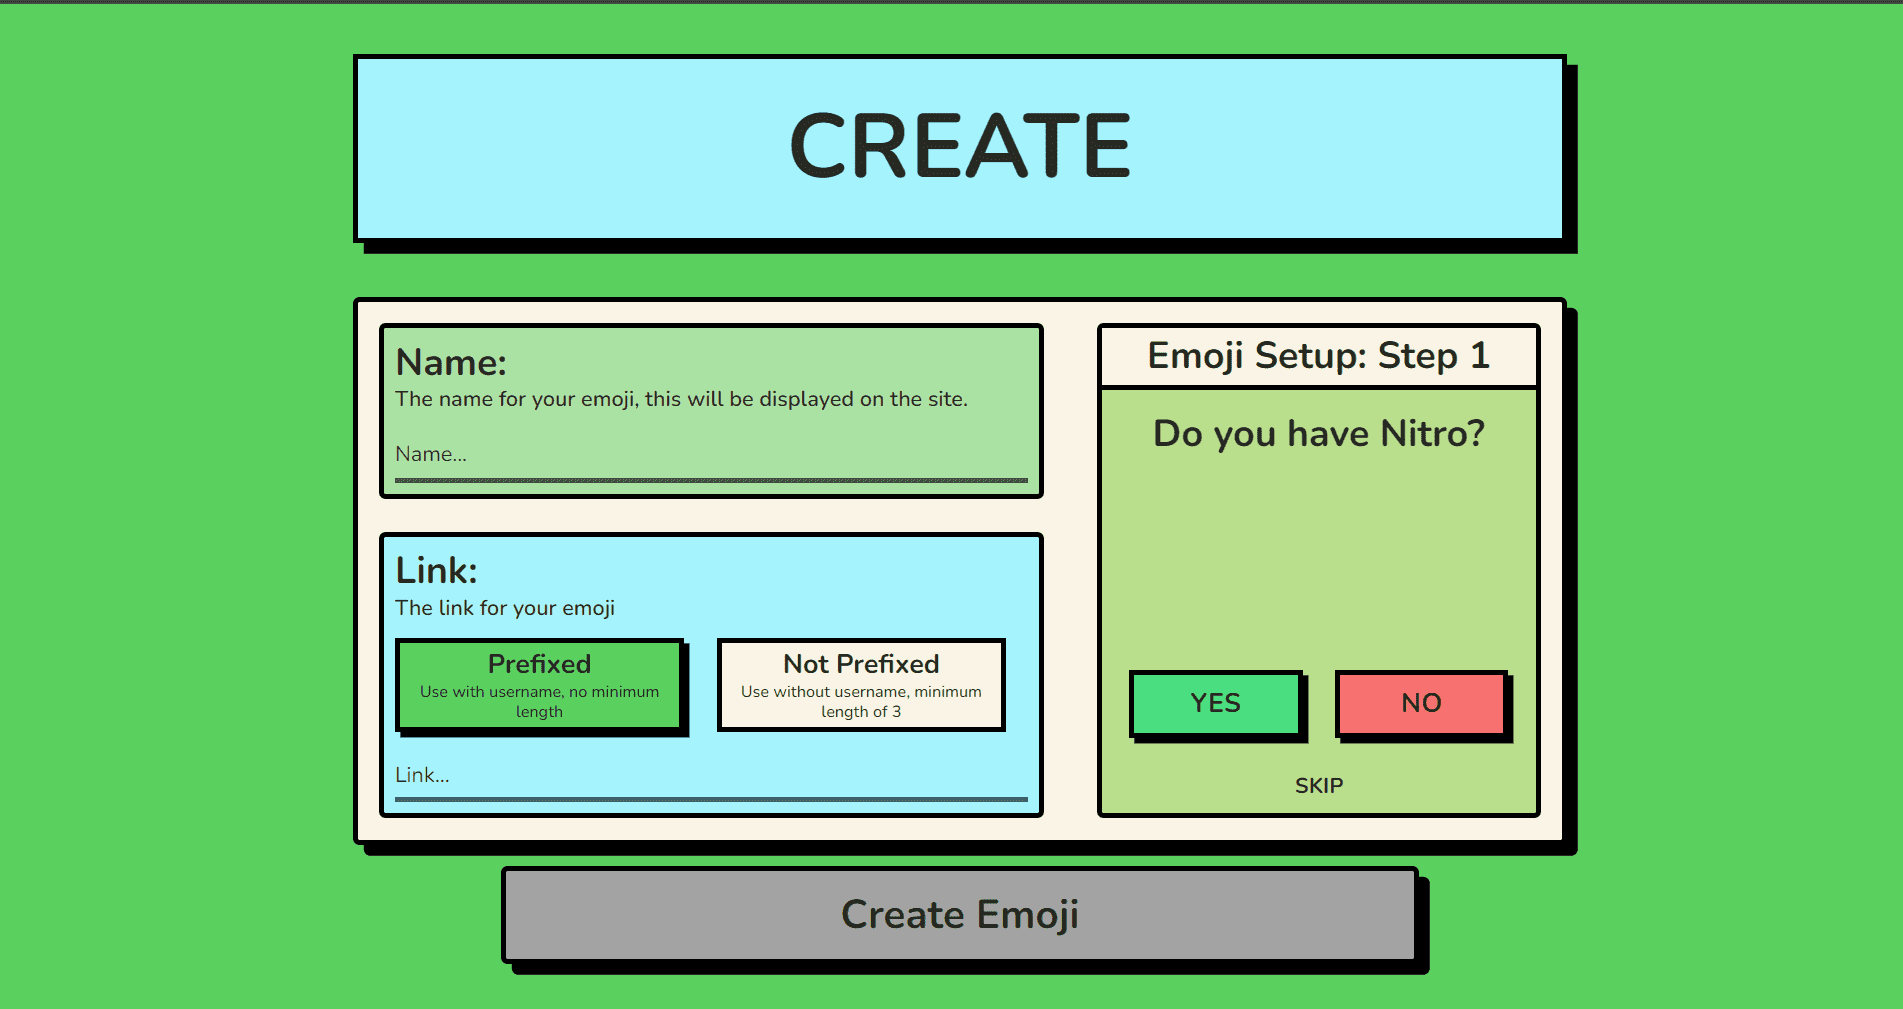 CREATE
Name:
The name for your emoji, this will be displayed on the site.
Name...
Link:
The link for your emoji
Prefixed
Use with username, no minimum
length
Not Prefixed
Use without username, minimum
length of 3
Link...
Emoji Setup: Step 1
Do you have Nitro?
YES
NO
SKIP
Create Emoji